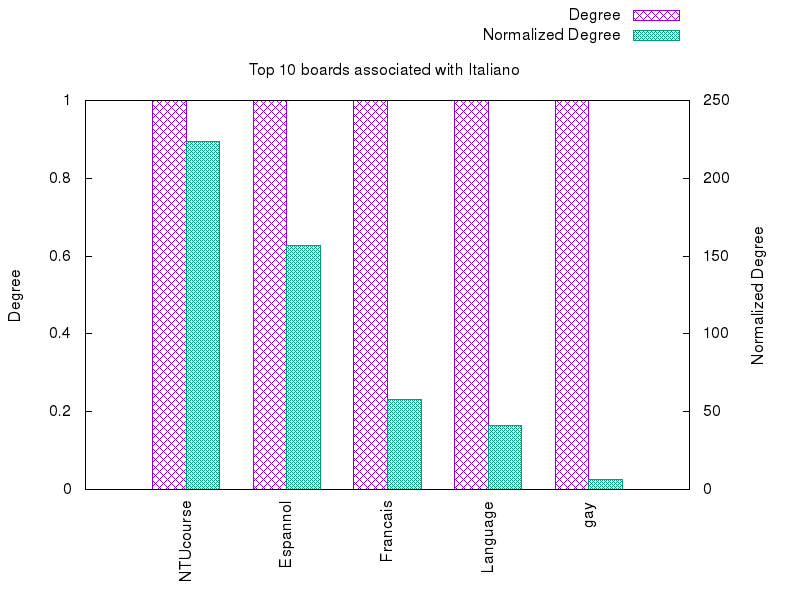 Degree
Normalized Degree
Top 10 boards associated with Italiano
1
0.8
0.6
0.4
0.2
0
250
200
150
100
50
0
Degree
Normalized Degree
NTUcourse
Espannol
Francais
Language
gay